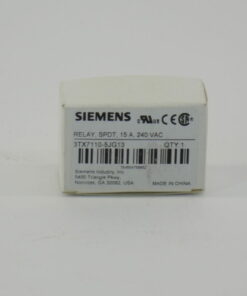 SIEMENS
RELAY, SPDT, 15 A, 240 VAC
3TX7110-5JG13 QTY 1
Siemens Industry, Inc.
5400 Triangle Pkwy.
Norcross, GA 30092, USA MADE IN CHINA